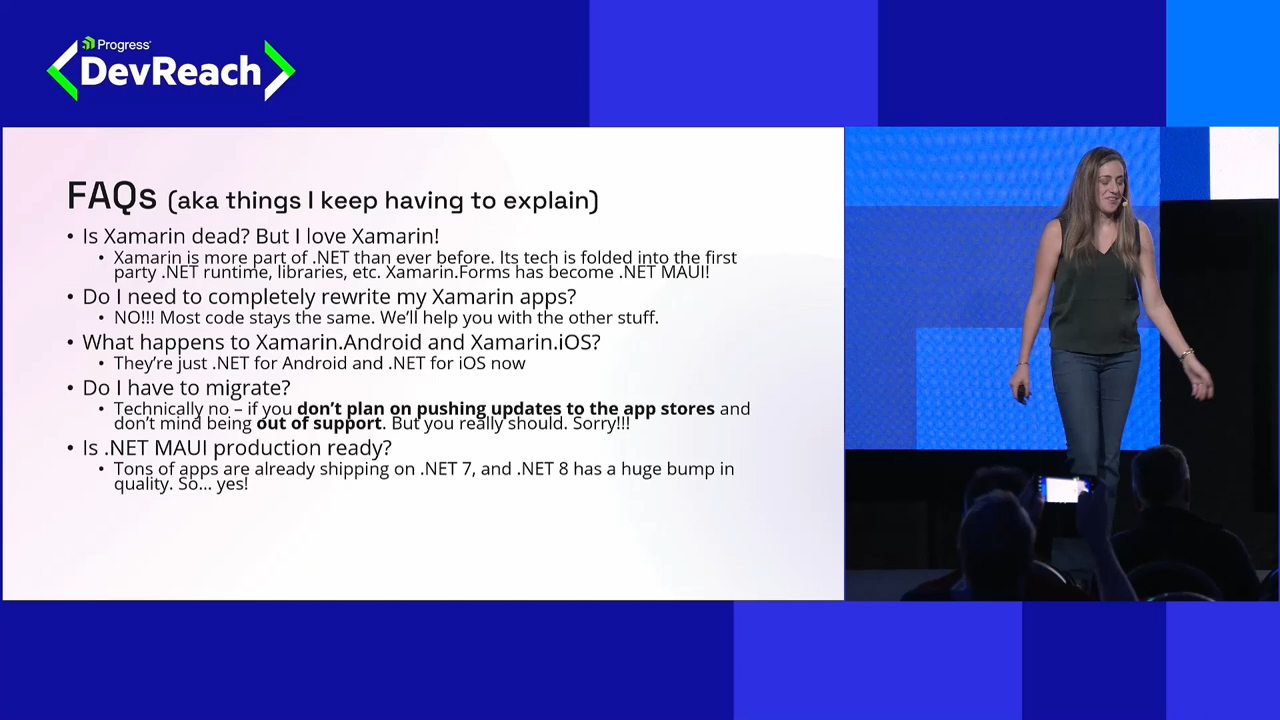 Progress
DevReach
FAQs (aka things I keep having to explain)
• Is Xamarin dead? But I love Xamarin!
• Xamarin is more part of .NET than ever before. Its tech is folded into the first
party .NET runtime, libraries, etc. Xamarin.Forms has become .NET MAUI!
• Do I need to completely rewrite my Xamarin apps?
• NO!!! Most code stays the same. We’ll help you with the other stuff.
• What happens to Xamarin.Android and Xamarin.iOS?
• They’re just .NET for Android and .NET for iOS now
• Do I have to migrate?
• Technically no – if you don’t plan on pushing updates to the app stores and
don’t mind being out of support. But you really should. Sorry!!!
• Is .NET MAUI production ready?
• Tons of apps are already shipping on .NET 7, and .NET 8 has a huge bump in
quality. So… yes!